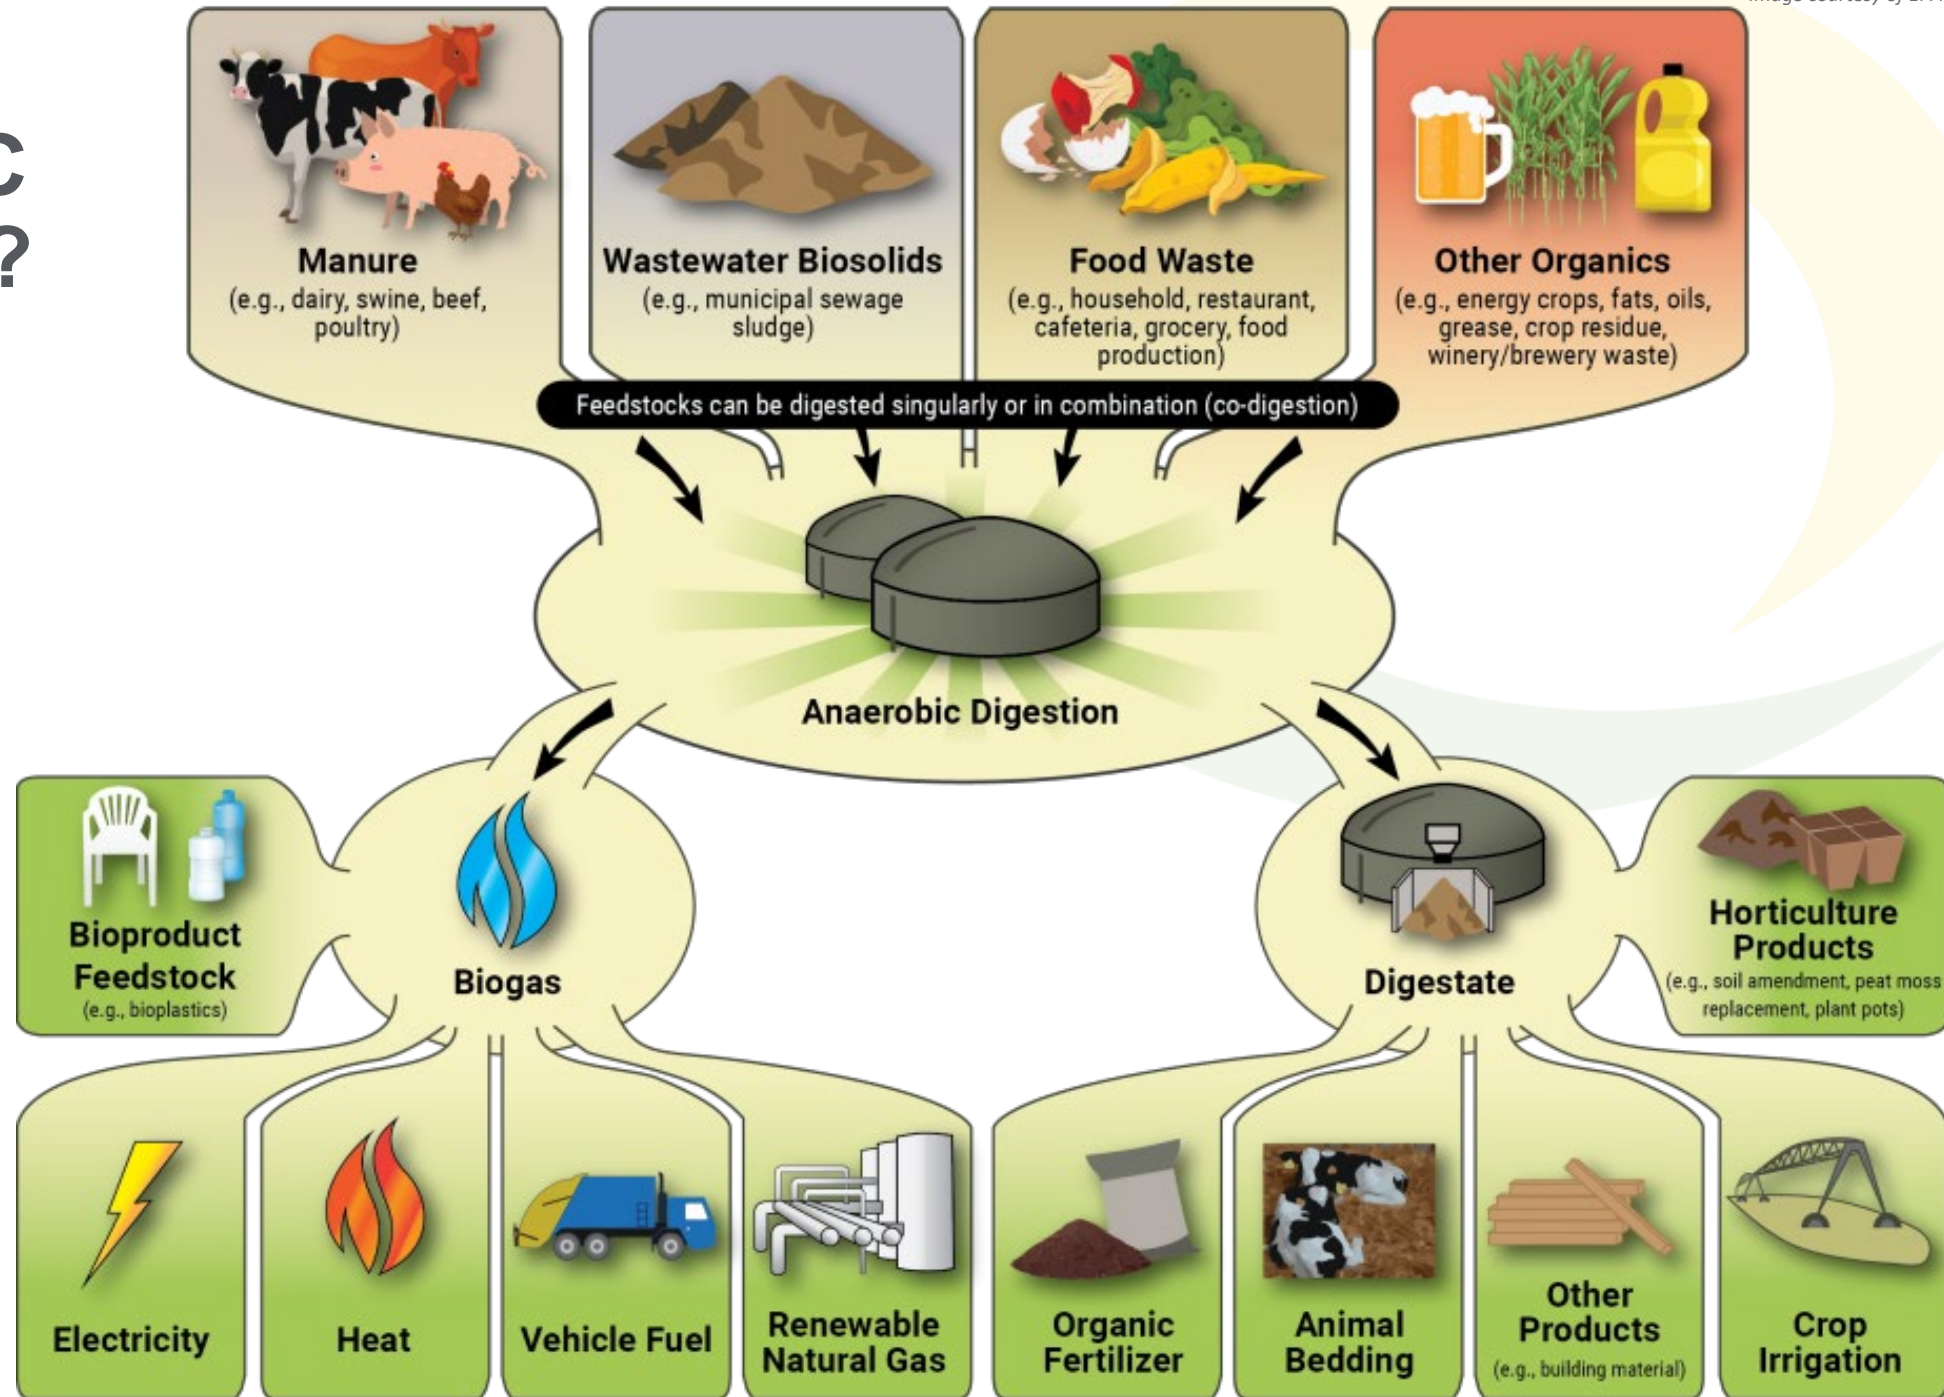 C
?
Image courtesy of
Manure
(e.g., dairy, swine, beef,
poultry)
Wastewater Biosolids
(e.g., municipal sewage
sludge)
Food Waste
(e.g., household, restaurant,
cafeteria, grocery, food
production)
Other Organics
(e.g., energy crops, fats, oils,
grease, crop residue,
winery/brewery waste)
Feedstocks can be digested singularly or in combination (co-digestion)
Anaerobic Digestion
Bioproduct
Feedstock
(e.g., bioplastics)
Biogas
Digestate
Horticulture
Products
(e.g., soil amendment, peat moss
replacement, plant pots)
Electricity
Heat
Vehicle Fuel
Renewable
Natural Gas
Organic
Fertilizer
Animal
Bedding
Other
Products
(e.g., building material)
Crop
Irrigation